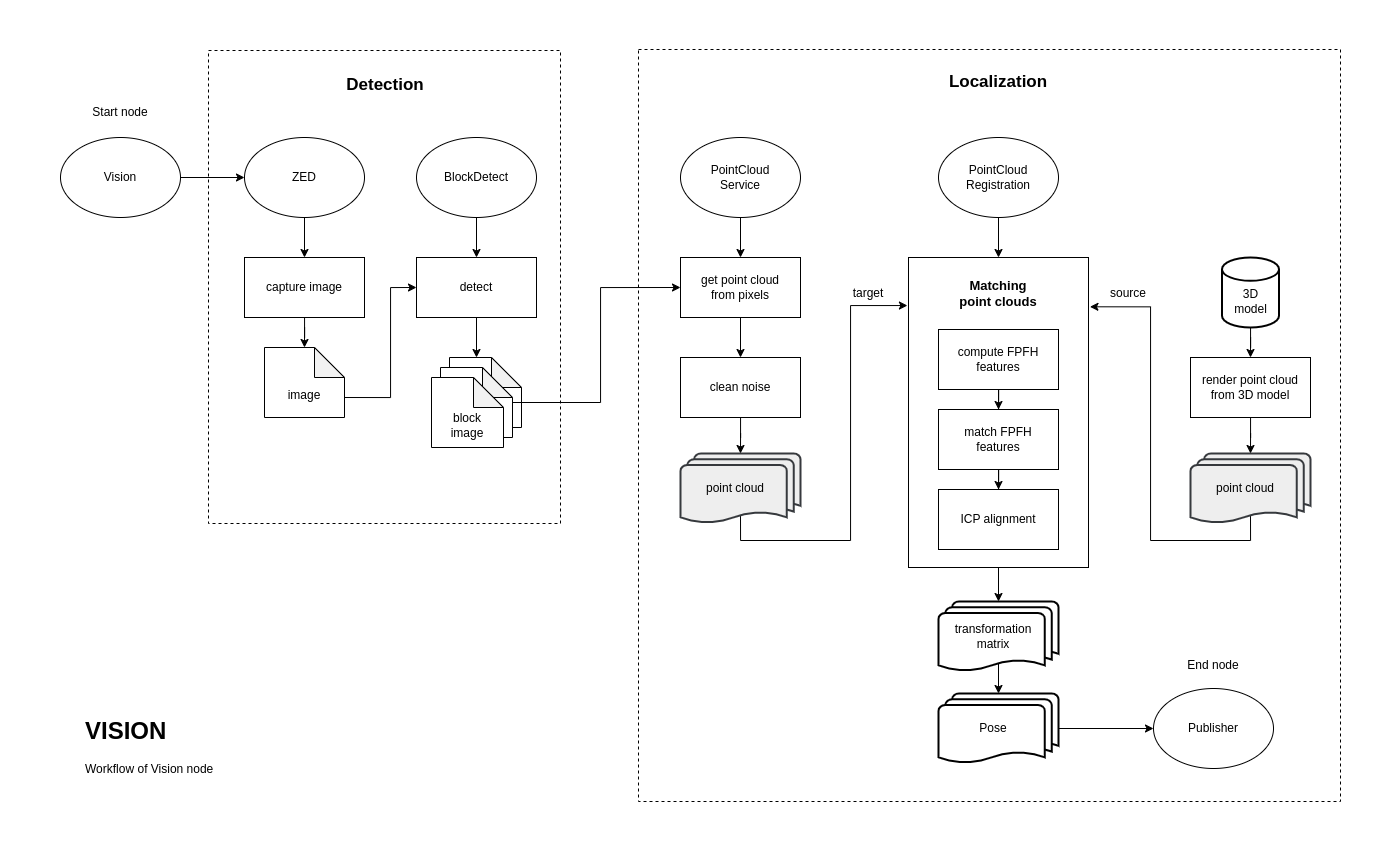 Detection
Localization
Start node
Vision
ZED
BlockDetect
PointCloud
Service
PointCloud
Registration
capture image
detect
get point cloud
from pixels
target
Matching
point clouds
source
3D
model
image
block
image
clean noise
compute FPFH
features
render point cloud
from 3D model
match FPFH
features
point cloud
ICP alignment
point cloud
transformation
matrix
End node
Pose
Publisher
VISION
Workflow of Vision node